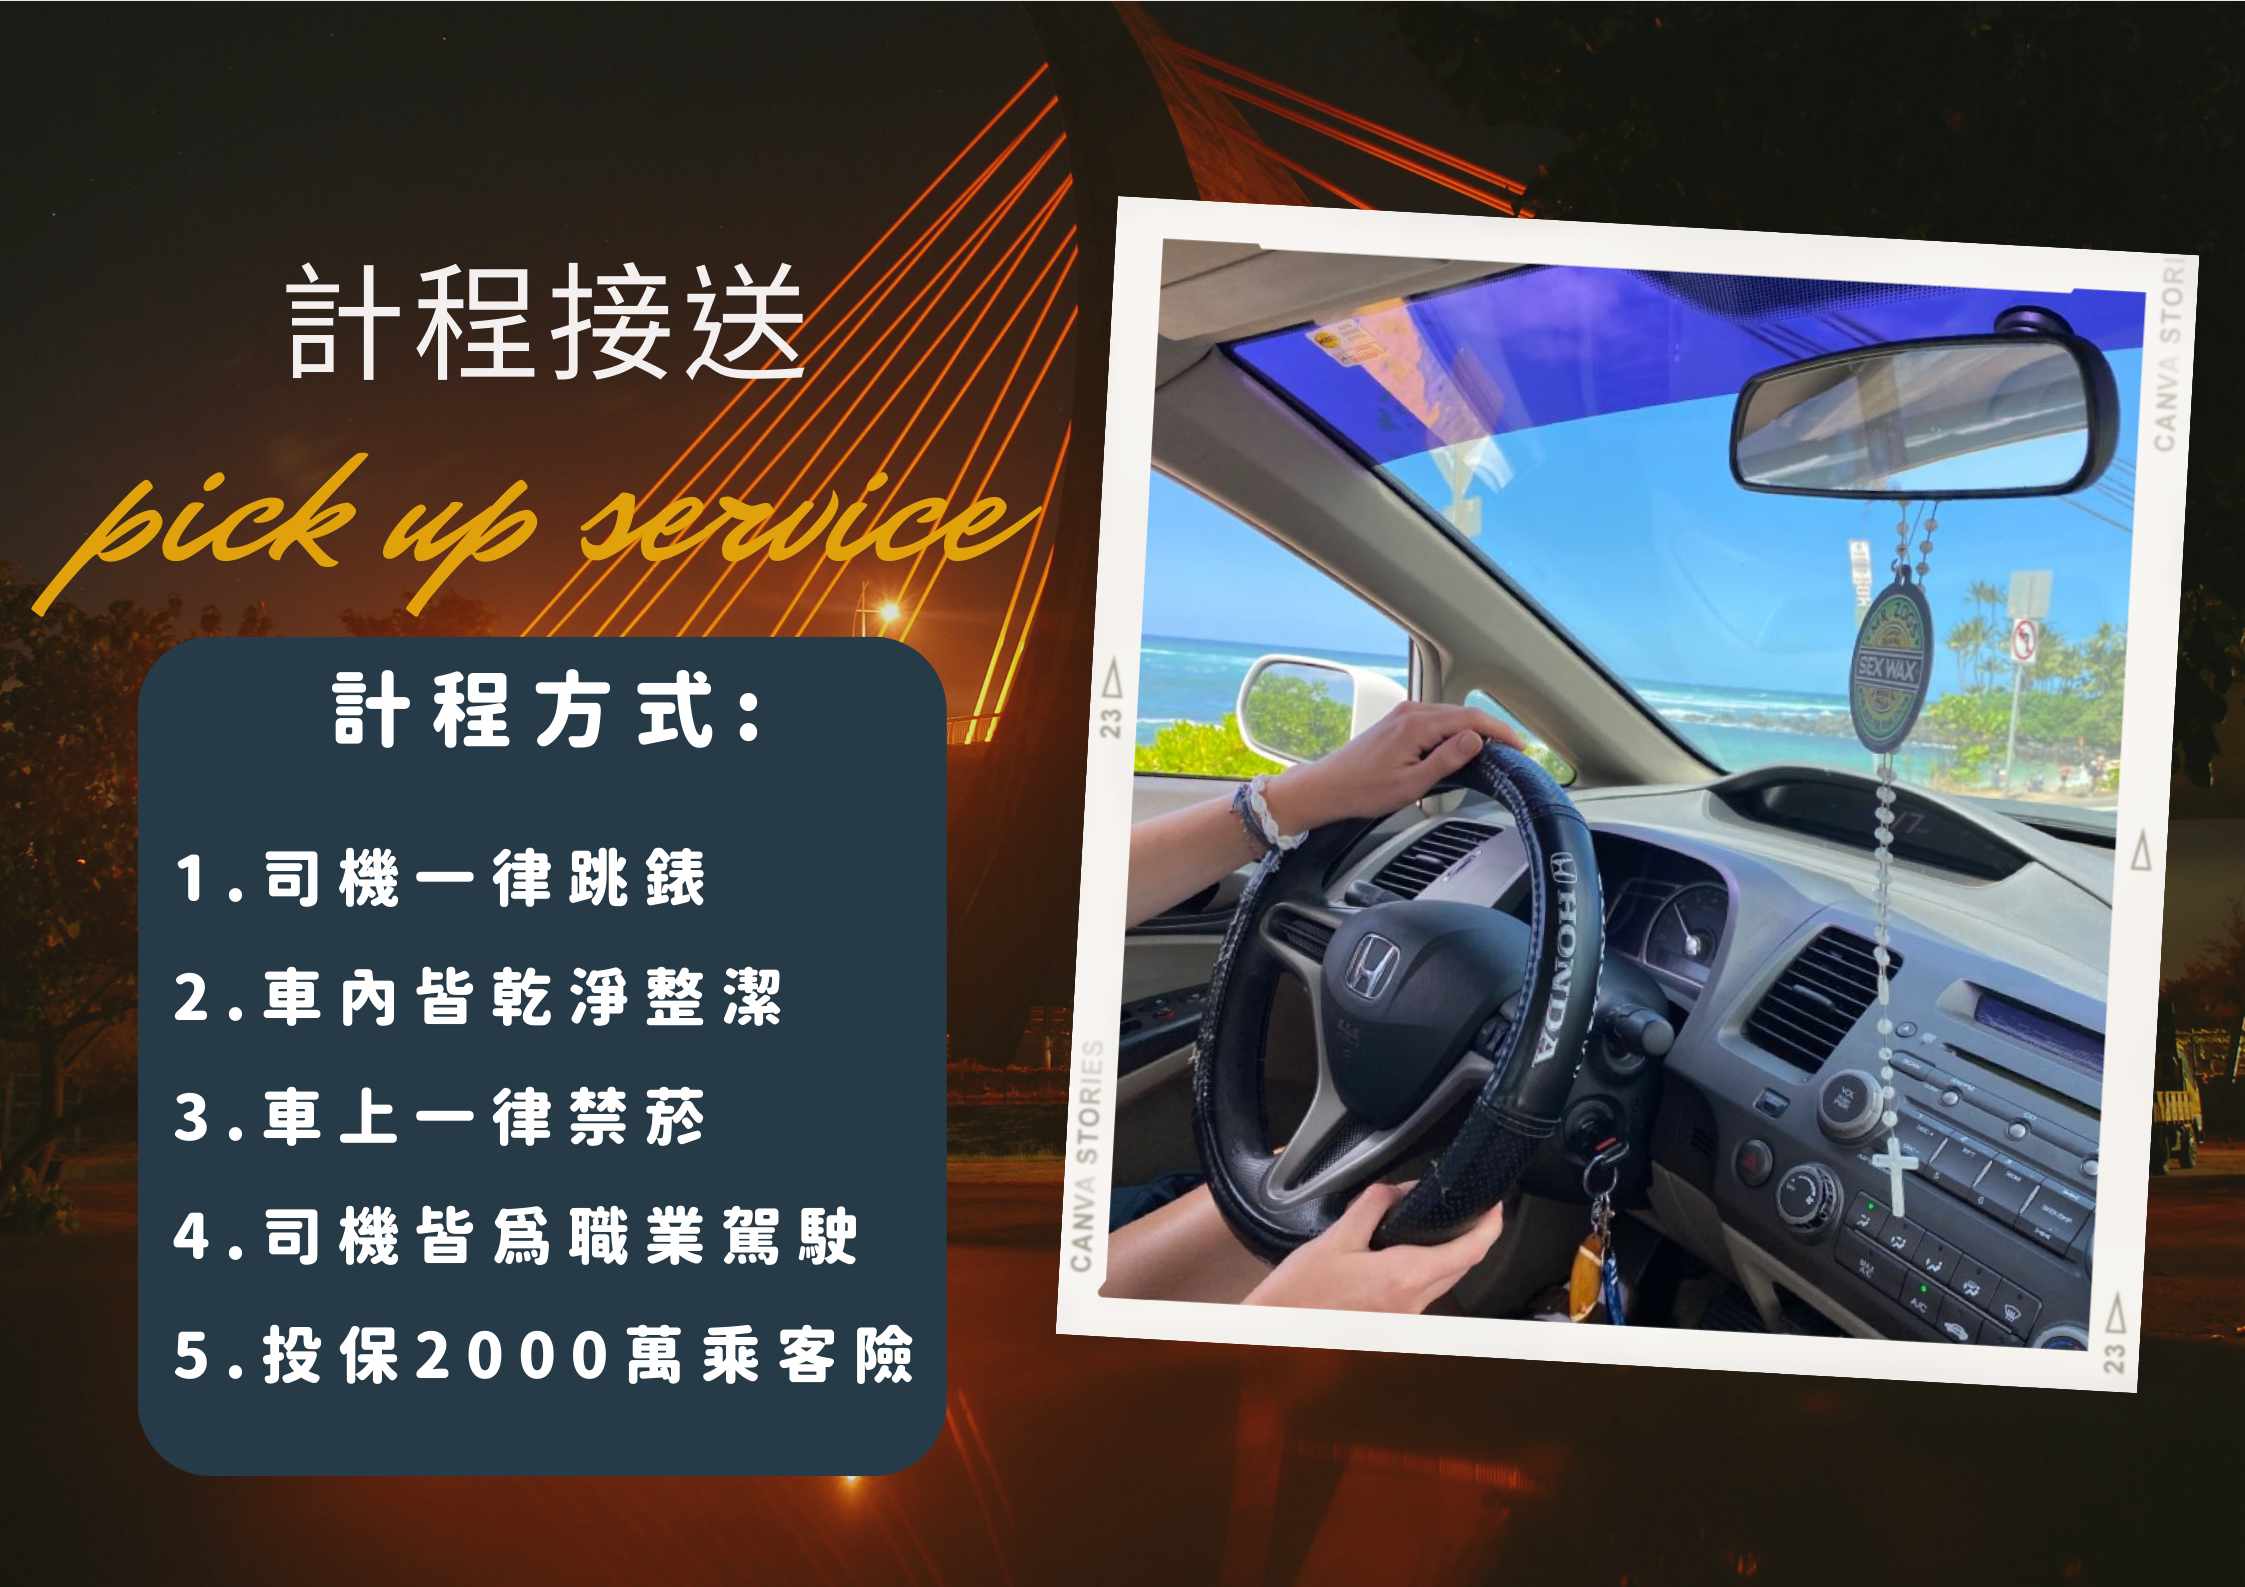 計程接送
pick up service
計程方式:
1.司機一律跳錶
2.車內皆乾淨整潔
3.車上一律禁菸
4.司機皆為職業駕駛
5.投保2000萬乘客險
CANVA STORI
23
CANVA STORIES
23
SEX WAX
HONDA
VOL
A/C